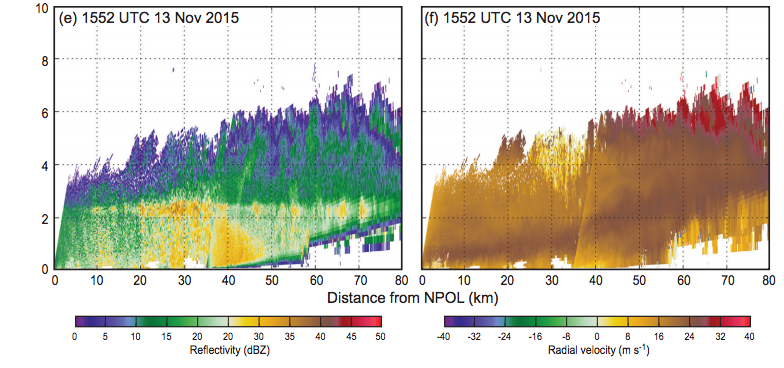 (e) 1552 UTC 13 Nov 2015
(f) 1552 UTC 13 Nov 2015
10
8
6
4
2
0
0 10 20 30 40 50 60 70 80
0 10 20 30 40 50 60 70 80
Distance from NPOL (km)
0 5 10 15 20 25 30 35 40 45 50
Reflectivity (dBZ)
-40 -32 -24 -16 -8 0 8 16 24 32 40
Radial velocity (m s⁻¹)